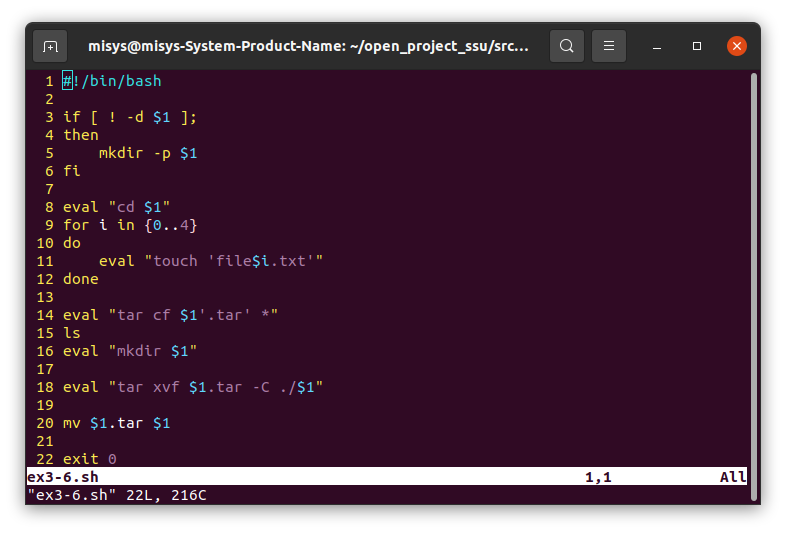 misys@misys-System-Product-Name: ~/open_project_ssu/src...
1 #!/bin/bash
2
3 if [ ! -d $1 ];
4 then
5     mkdir -p $1
6 fi
7
8 eval "cd $1"
9 for i in {0..4}
10 do
11     eval "touch 'file$i.txt'"
12 done
13
14 eval "tar cf $1'.tar' *"
15 ls
16 eval "mkdir $1"
17
18 eval "tar xvf $1.tar -C ./$1"
19
20 mv $1.tar $1
21
22 exit 0
ex3-6.sh 1,1 All
"ex3-6.sh" 22L, 216C